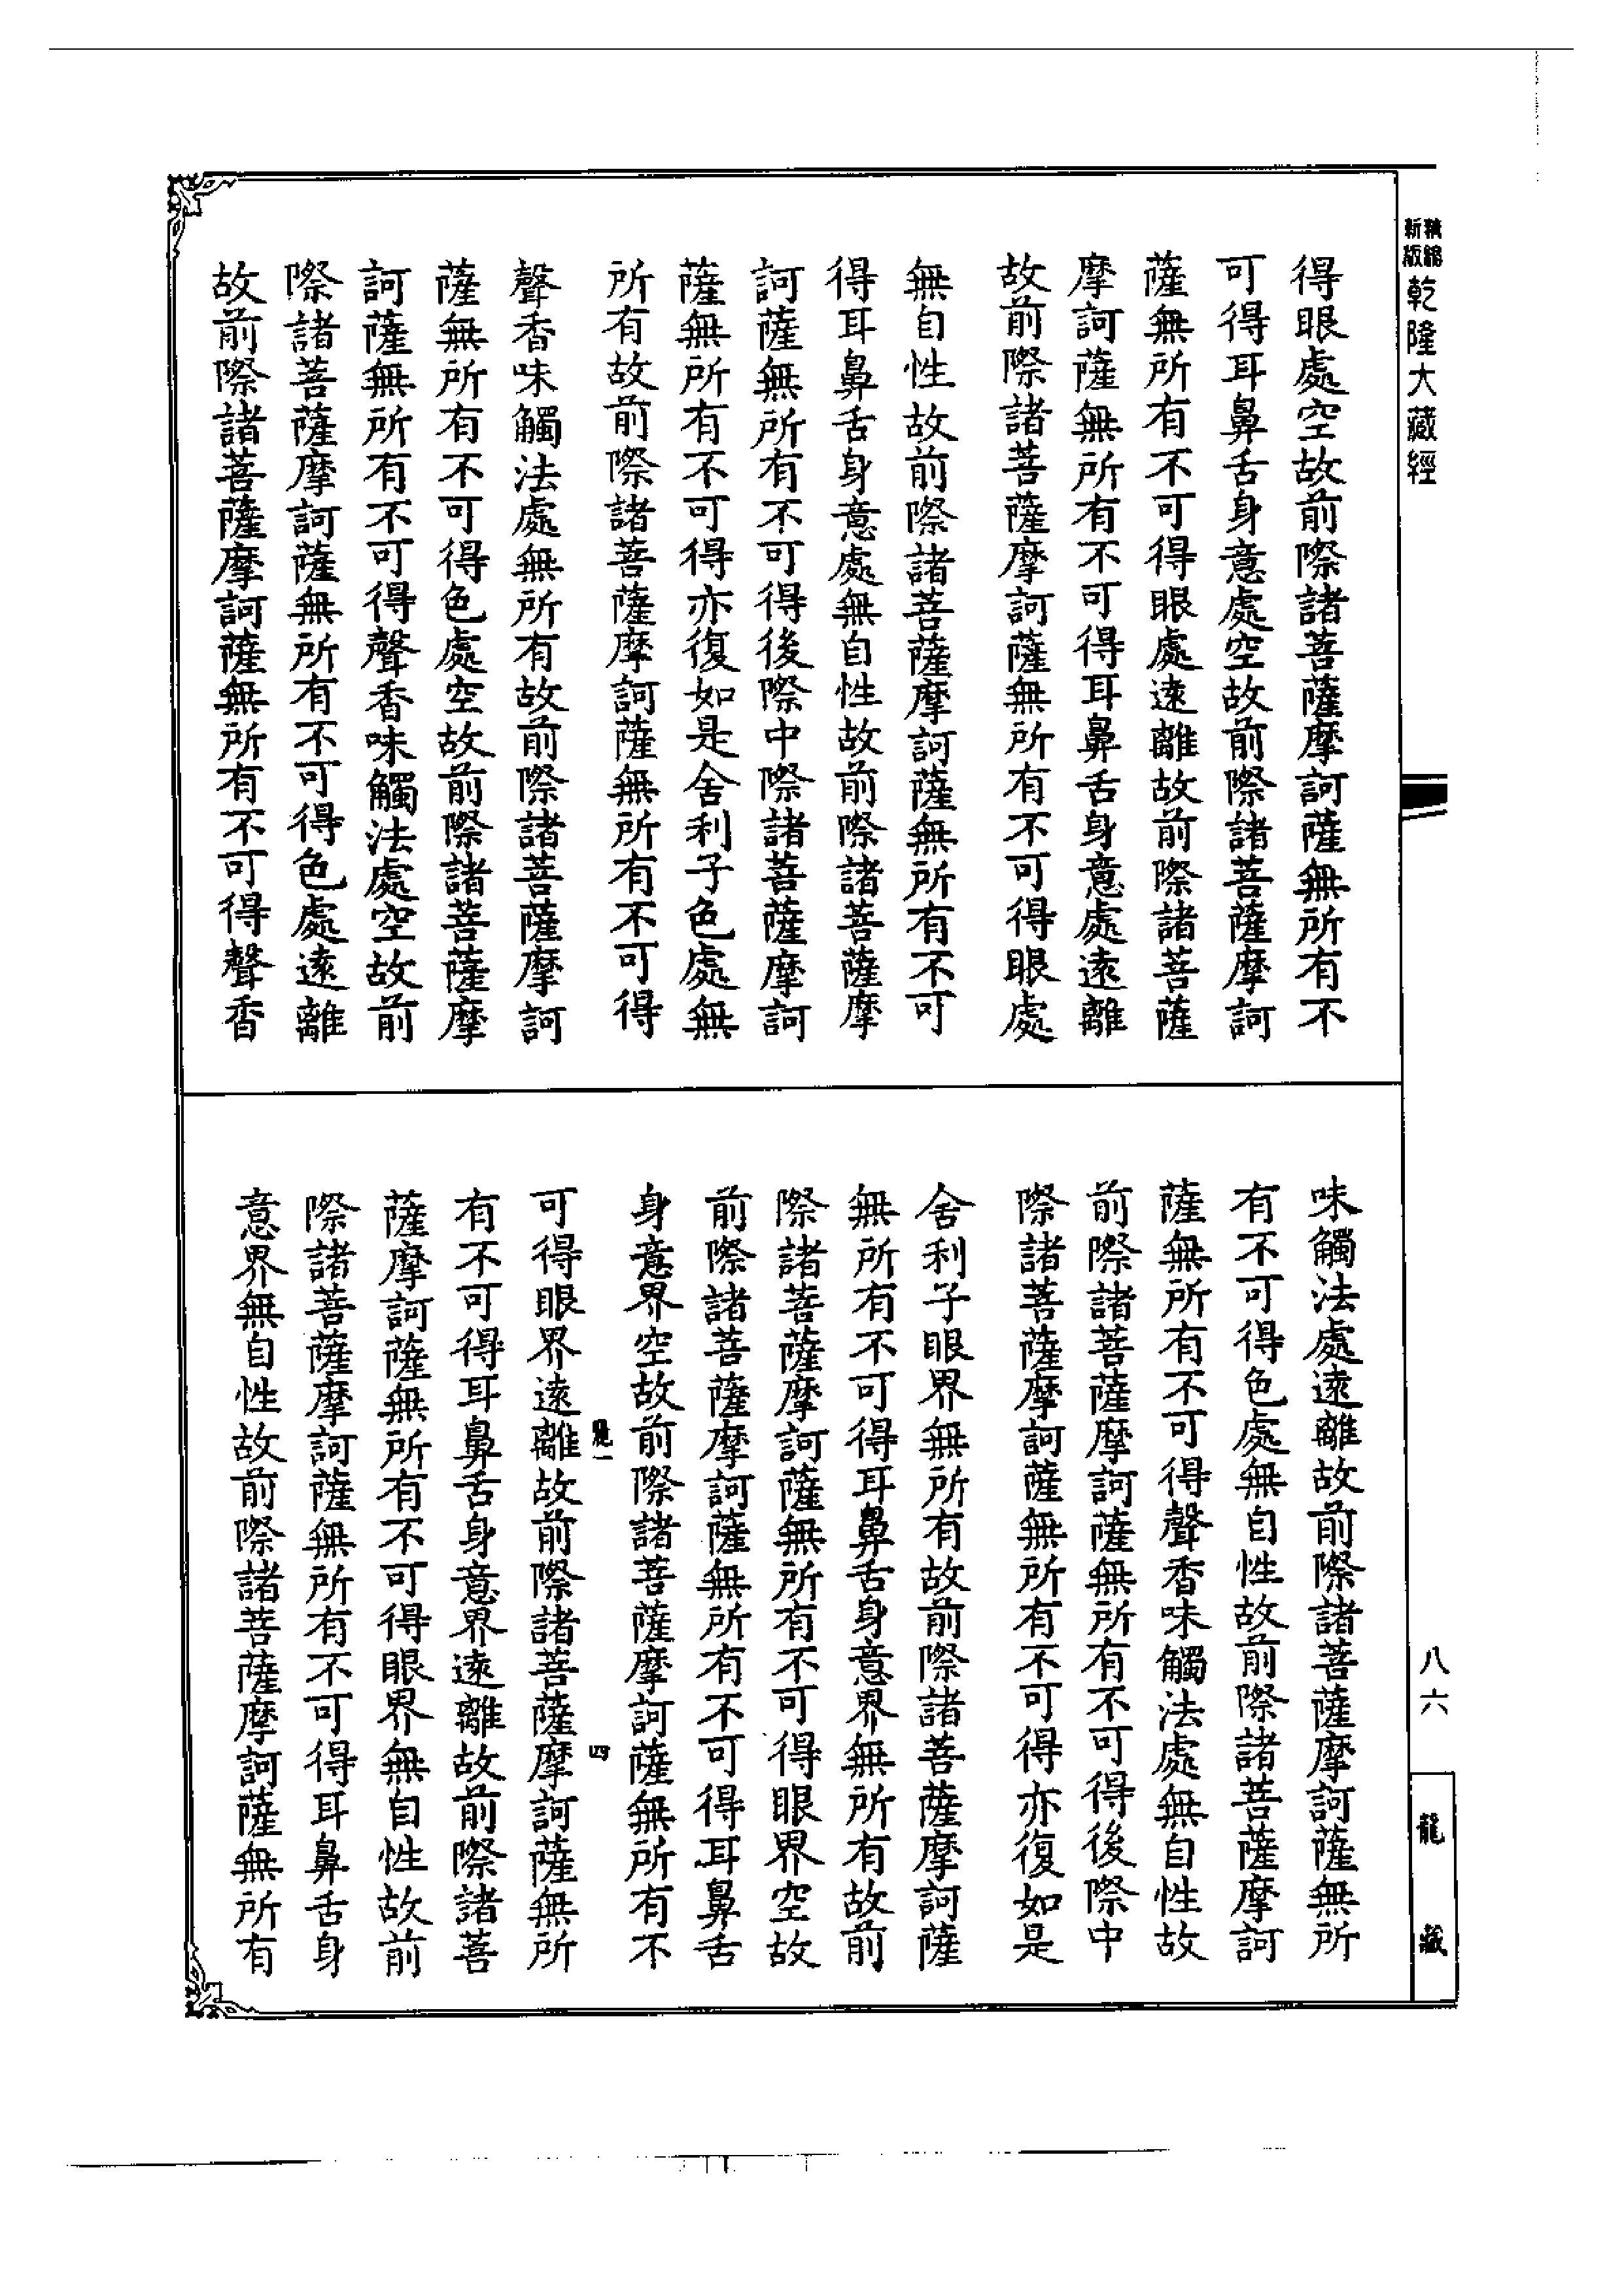 精縮新版乾隆大藏經
得眼處空故前際諸菩薩摩訶薩無所有不
可得耳鼻舌身意處空故前際諸菩薩摩訶
薩無所有不可得眼處遠離故前際諸菩薩
摩訶薩無所有不可得耳鼻舌身意處遠離
故前際諸菩薩摩訶薩無所有不可得眼處
無自性故前際諸菩薩摩訶薩無所有不可
得耳鼻舌身意處無自性故前際諸菩薩摩
訶薩無所有不可得後際中際諸菩薩摩訶
薩無所有不可得亦復如是舍利子色處無
所有故前際諸菩薩摩訶薩無所有不可得
聲香味觸法處無所有故前際諸菩薩摩訶
薩無所有不可得色處空故前際諸菩薩摩
訶薩無所有不可得聲香味觸法處空故前
際諸菩薩摩訶薩無所有不可得色處遠離
故前際諸菩薩摩訶薩無所有不可得聲香
味觸法處遠離故前際諸菩薩摩訶薩無所
有不可得色處無自性故前際諸菩薩摩訶
薩無所有不可得聲香味觸法處無自性故
前際諸菩薩摩訶薩無所有不可得後際中
際諸菩薩摩訶薩無所有不可得亦復如是
舍利子眼界無所有故前際諸菩薩摩訶薩
無所有不可得耳鼻舌身意界無所有故前
際諸菩薩摩訶薩無所有不可得眼界空故
前際諸菩薩摩訶薩無所有不可得耳鼻舌
身意界空故前際諸菩薩摩訶薩無所有不
四
可得眼界遠離故前際諸菩薩摩訶薩無所
有不可得耳鼻舌身意界遠離故前際諸菩
薩摩訶薩無所有不可得眼界無自性故前
際諸菩薩摩訶薩無所有不可得耳鼻舌身
意界無自性故前際諸菩薩摩訶薩無所有
八六
龍藏